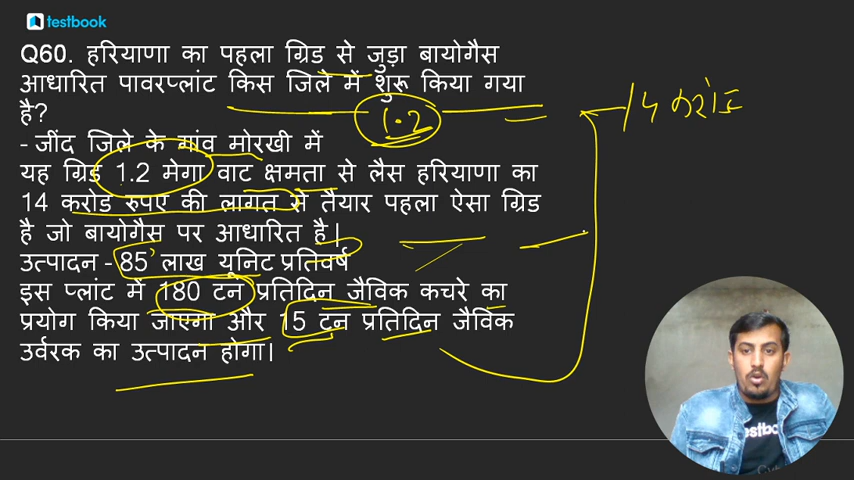 testbook
Q60. हरियाणा का पहला ग्रिड से जुड़ा बायोगैस
आधारित पावरप्लांट किस जिले में शुरू किया गया
है?
1.2
14 करोड़
- जींद जिले के गांव मोरखी में
यह ग्रिड 1.2 मेगा वाट क्षमता से लैस हरियाणा का
14 करोड रुपए की लागत से तैयार पहला ऐसा ग्रिड
है जो बायोगैस पर आधारित है|
उत्पादन - 85 लाख यूनिट प्रतिवर्ष
इस प्लांट में 180 टन प्रतिदिन जैविक कचरे का
प्रयोग किया जाएगा और 15 टन प्रतिदिन जैविक
उर्वरक का उत्पादन होगा|